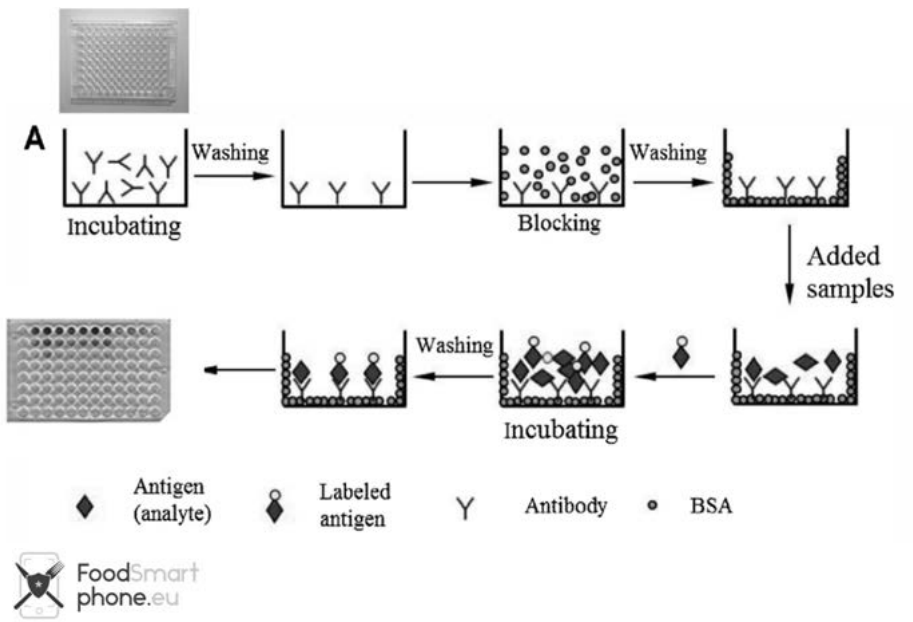 A
Washing
Washing
Incubating
Blocking
Added
samples
Washing
Incubating
Antigen
(analyte)
Labeled
antigen
Antibody
BSA
FoodSmart
phone.eu